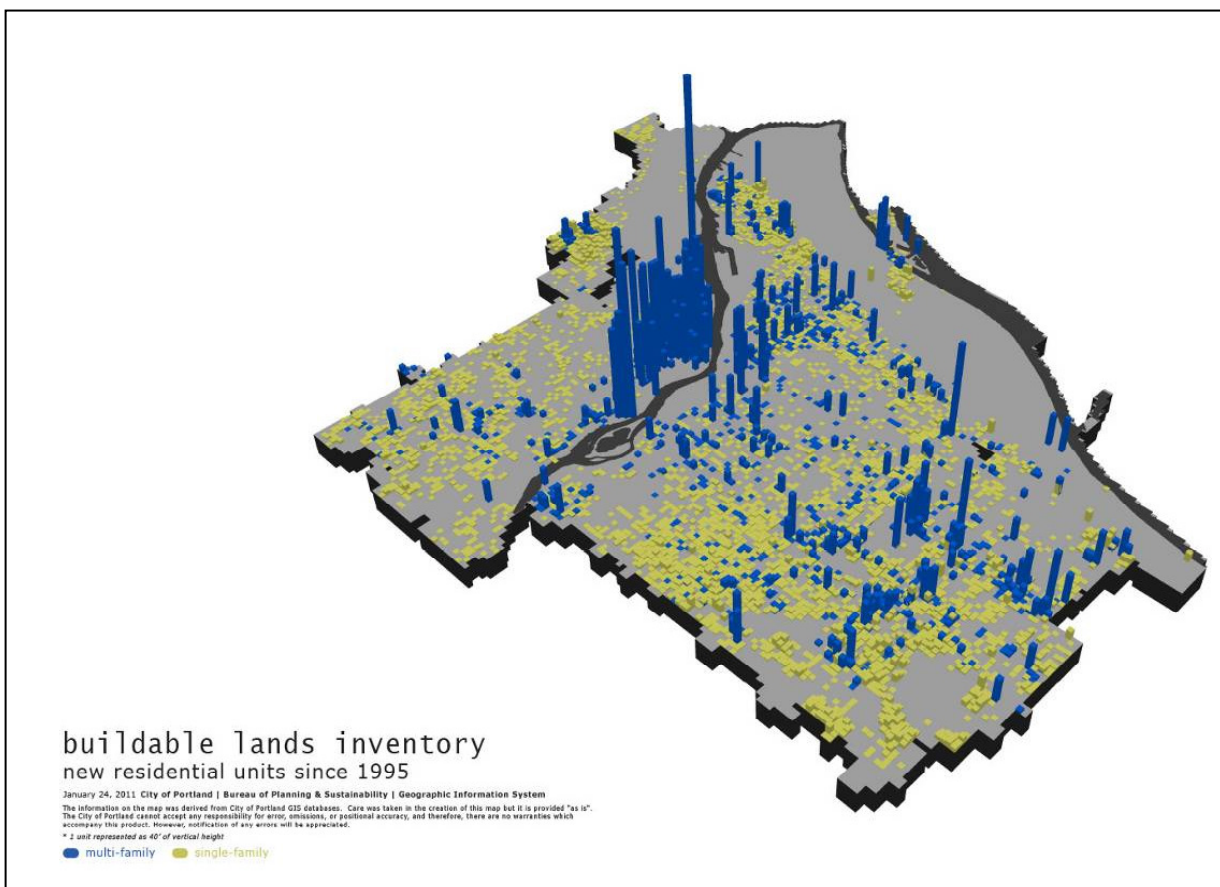 buildable lands inventory
new residential units since 1995
January 24, 2011 City of Portland | Bureau of Planning & Sustainability | Geographic Information System
The information on the map was derived from City of Portland GIS databases. Care was taken in the creation of this map but it is provided "as is".
The City of Portland cannot accept any responsibility for error, omissions, or positional accuracy, and therefore, there are no warranties which
accompany this product. However, notification of any errors will be appreciated.
* 1 unit represented as 40' of vertical height
multi-family single-family